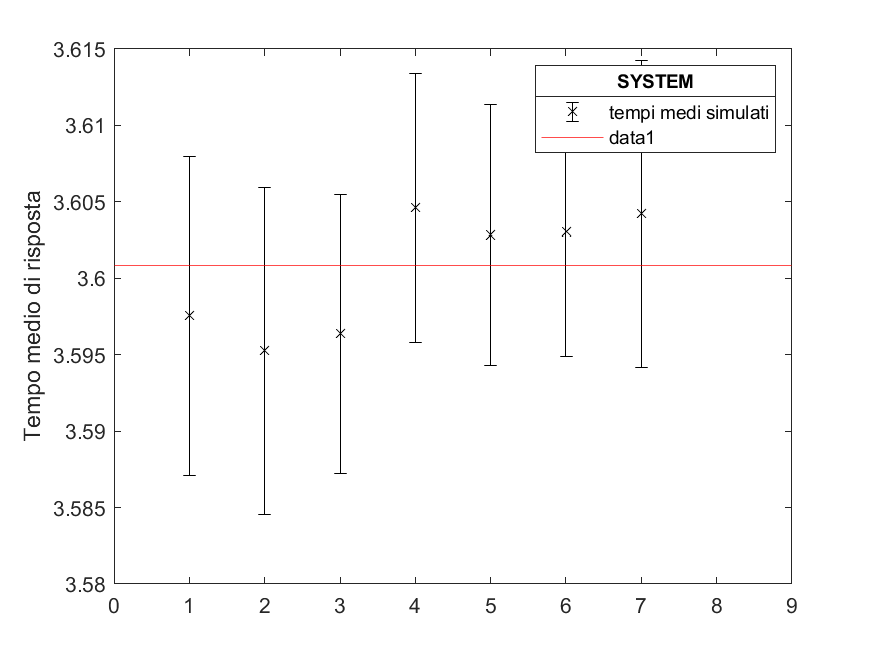 3.615
3.61
3.605
3.6
3.595
3.59
3.585
3.58
Tempo medio di risposta
SYSTEM
tempi medi simulati
data1
0 1 2 3 4 5 6 7 8 9